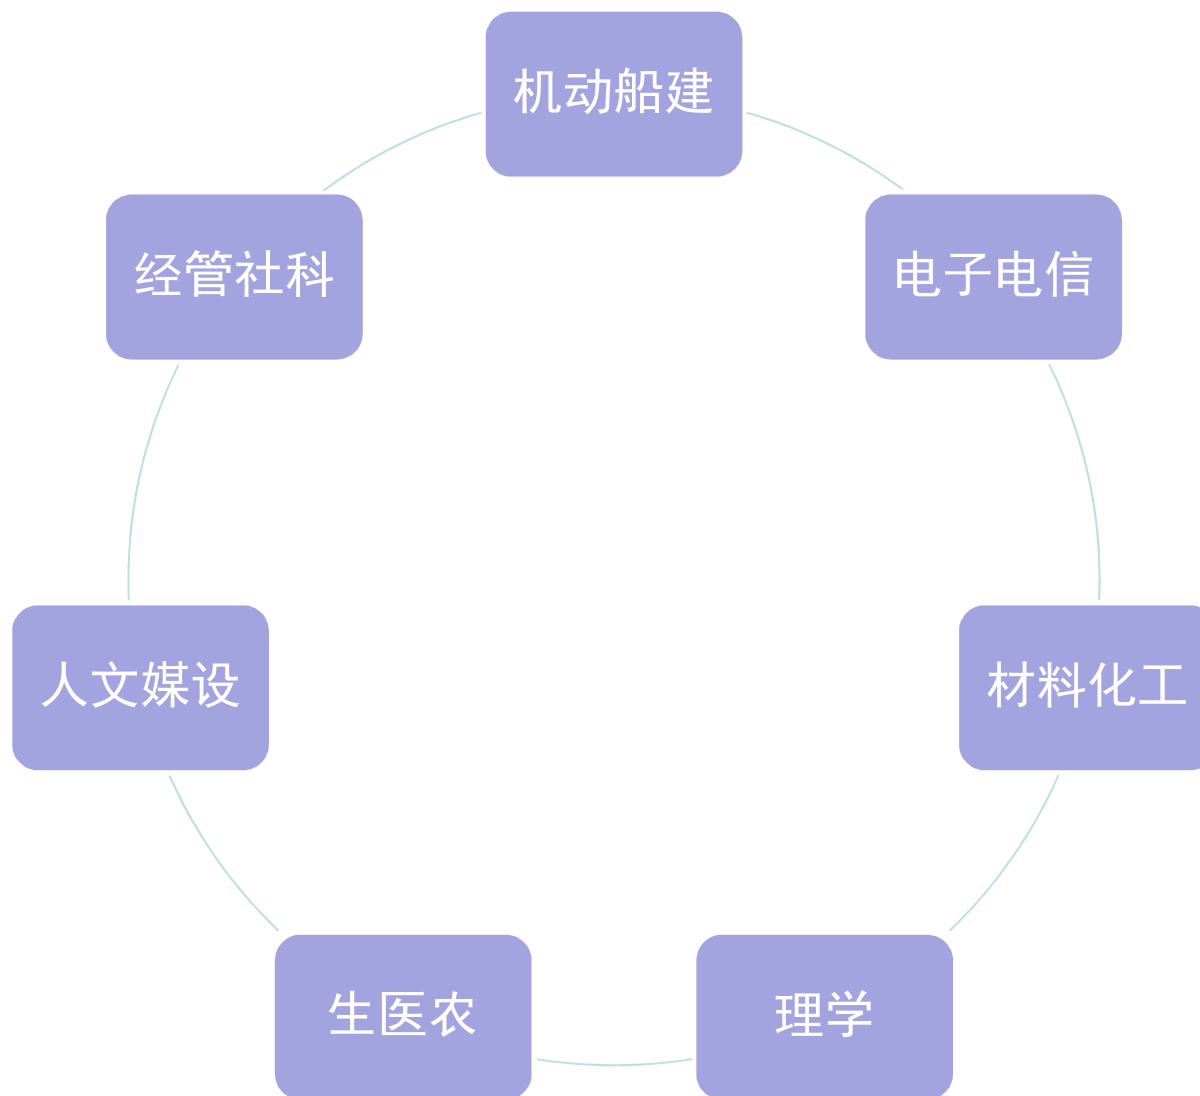 机动船建
经管社科
电子电信
人文媒设
材料化工
生医农
理学